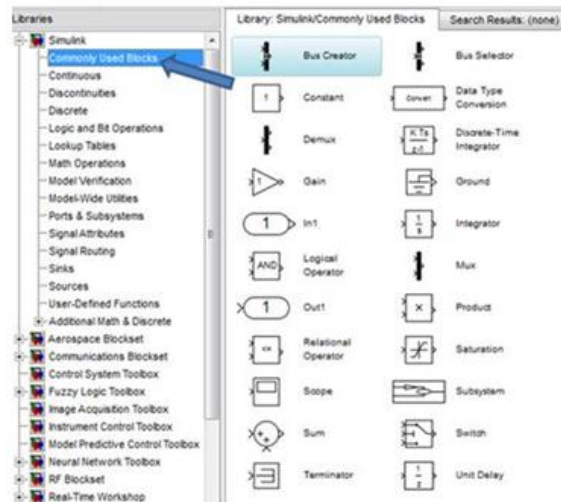 Libraries
Simulink
Commonly Used Blocks
Continuous
Discontinuities
Discrete
Logic and Bit Operations
Lookup Tables
Math Operations
Model Verification
Model-Wide Utilities
Ports & Subsystems
Signal Attributes
Signal Routing
Sinks
Sources
User-Defined Functions
Additional Math & Discrete
Aerospace Blockset
Communications Blockset
Control System Toolbox
Fuzzy Logic Toolbox
Image Acquisition Toolbox
Instrument Control Toolbox
Model Predictive Control Toolbox
Neural Network Toolbox
RF Blockset
Real-Time Workshop
Library: Simulink/Commonly Used Blocks
Search Results: (none)
Bus Creator
Bus Selector
1
Constant
Convert
Data Type
Conversion
Demux
K Ts
z-1
Discrete-Time
Integrator
1
Gain
Ground
1
In1
1
s
Integrator
AND
Logical
Operator
Mux
1
Out1
×
Product
<=
Relational
Operator
Saturation
Scope
Subsystem
+
+
Sum
Switch
Terminator
1
z
Unit Delay